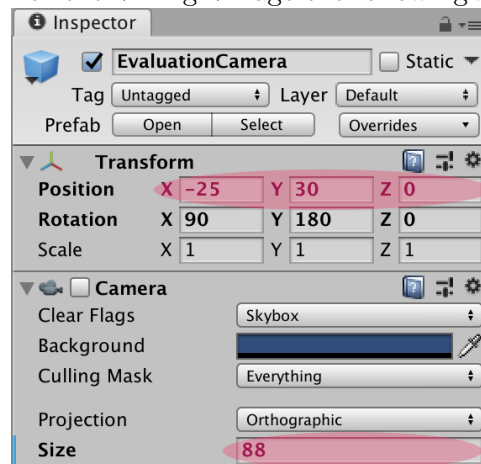 Inspector
EvaluationCamera Static
Tag Untagged Layer Default
Prefab Open Select Overrides
Transform
Position X -25 Y 30 Z 0
Rotation X 90 Y 180 Z 0
Scale X 1 Y 1 Z 1
Camera
Clear Flags Skybox
Background
Culling Mask Everything
Projection Orthographic
Size 88